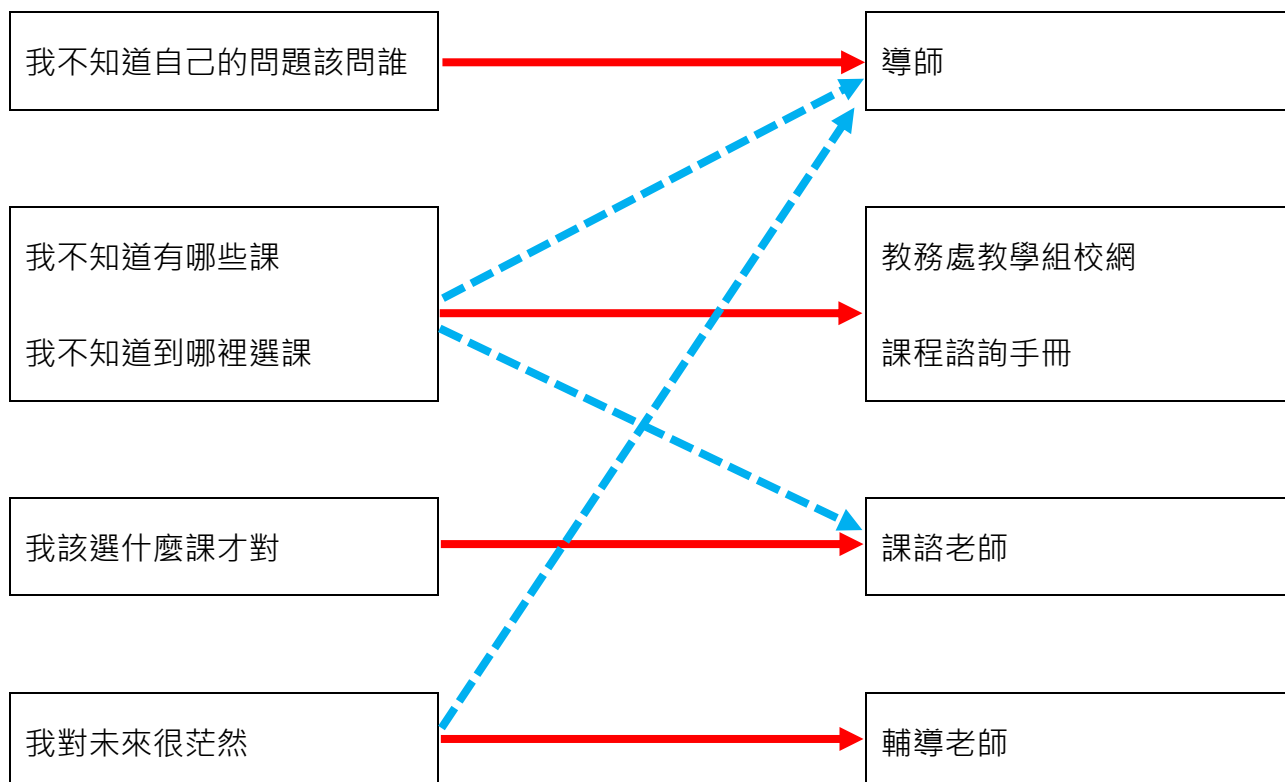 我不知道自己的問題該問誰
導師
我不知道有哪些課
我不知道到哪裡選課
教務處教學組校網
課程諮詢手冊
我該選什麼課才對
課諮老師
我對未來很茫然
輔導老師